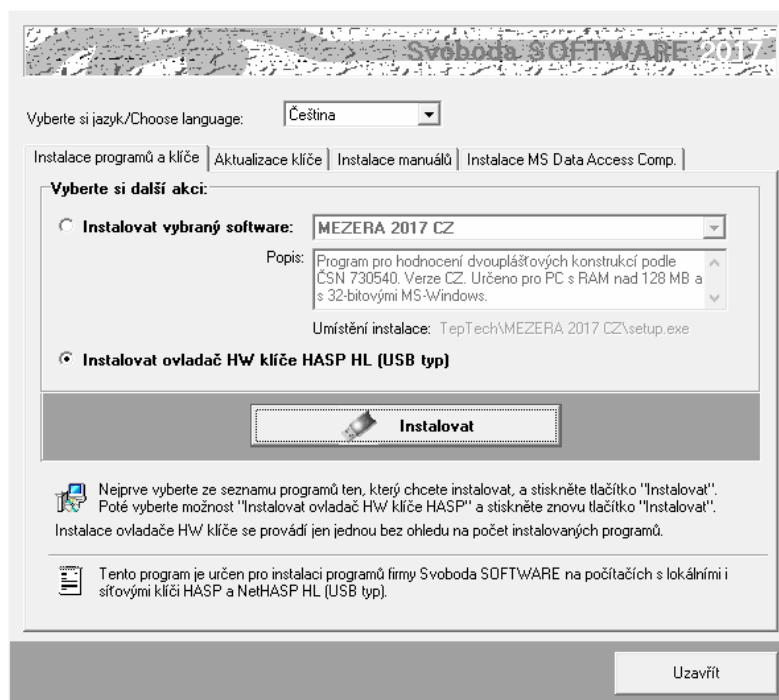 Svoboda SOFTWARE 2017
Vyberte si jazyk/Choose language: Čeština
Instalace programů a klíče Aktualizace klíče Instalace manuálů Instalace MS Data Access Comp.
Vyberte si další akci:
Instalovat vybraný software: MEZERA 2017 CZ
Popis: Program pro hodnocení dvouplášťových konstrukcí podle
ČSN 730540. Verze CZ. Určeno pro PC s RAM nad 128 MB a
s 32-bitovými MS-Windows.
Umístění instalace: TepTech\MEZERA 2017 CZ\setup.exe
Instalovat ovladač HW klíče HASP HL (USB typ)
Instalovat
Nejprve vyberte ze seznamu programů ten, který chcete instalovat, a stiskněte tlačítko "Instalovat".
Poté vyberte možnost "Instalovat ovladač HW klíče HASP" a stiskněte znovu tlačítko "Instalovat".
Instalace ovladače HW klíče se provádí jen jednou bez ohledu na počet instalovaných programů.
Tento program je určen pro instalaci programů firmy Svoboda SOFTWARE na počítačích s lokálními i
síťovými klíči HASP a NetHASP HL (USB typ).
Uzavřít